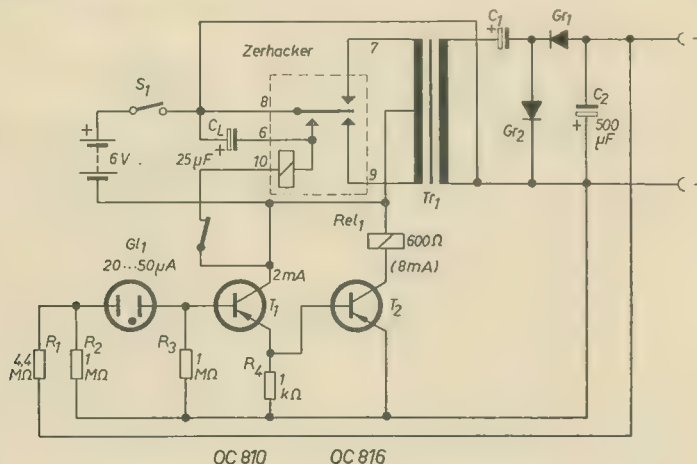 C1
+
Gr1
Zerhacker
7
S1
8
CL
6
+
25µF
10
9
+
6V
Gr2
C2
500
µF
+
Tr1
Rel1
600Ω
(8mA)
Gl1
20...50µA
2mA
T1
T2
R1
4,4
MΩ
R2
1
MΩ
R3
1
MΩ
R4
1
kΩ
OC 810
OC 816